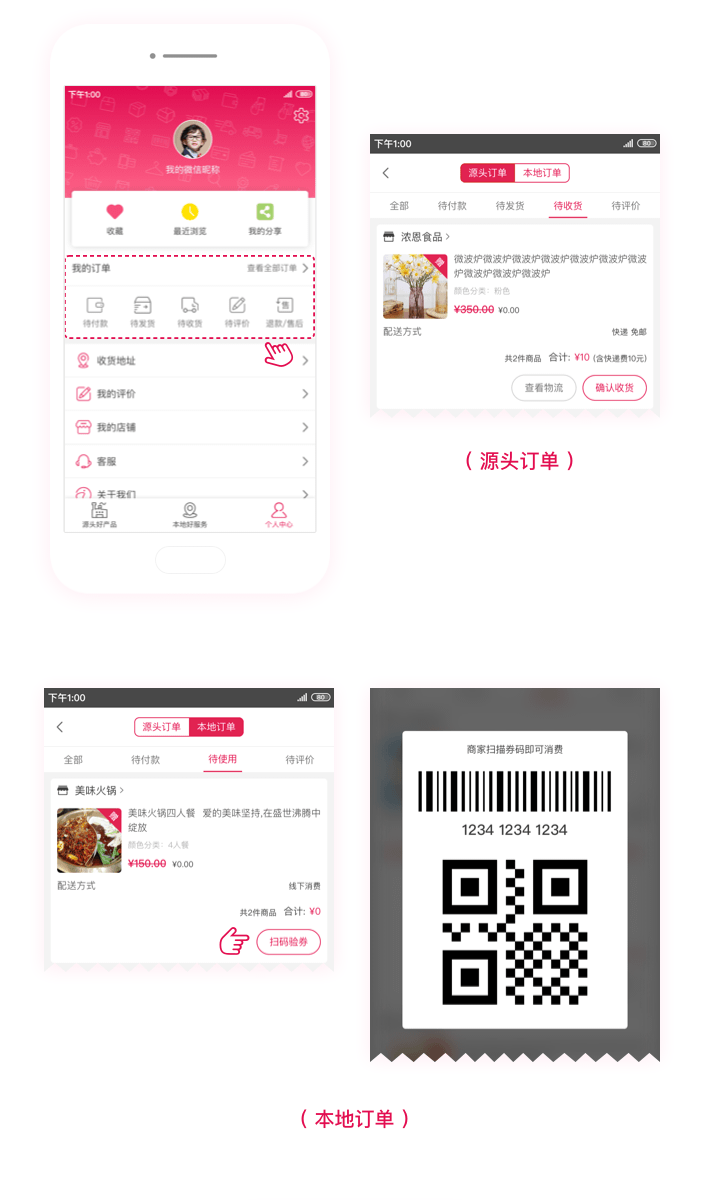 下午1:00
80
我的微信昵称
收藏
最近浏览
我的分享
我的订单
查看全部订单
待付款
待发货
待收货
待评价
售
退款/售后
收货地址
我的评价
我的店铺
客服
关于我们
源头好产品
本地好服务
个人中心
下午1:00
80
源头订单
本地订单
全部
待付款
待发货
待收货
待评价
浓恩食品
微波炉微波炉微波炉微波炉微波炉微波炉微波
炉微波炉微波炉微波炉
颜色分类：粉色
¥350.00 ¥0.00
配送方式
快递 免邮
共2件商品 合计: ¥10 (含快递费10元)
查看物流
确认收货
（ 源头订单 ）
下午1:00
80
源头订单
本地订单
全部
待付款
待使用
待评价
美味火锅
美味火锅四人餐 爱的美味坚持,在盛世沸腾中
绽放
颜色分类：4人餐
¥150.00 ¥0.00
配送方式
线下消费
共2件商品 合计: ¥0
扫码验券
商家扫描券码即可消费
1234 1234 1234
（ 本地订单 ）